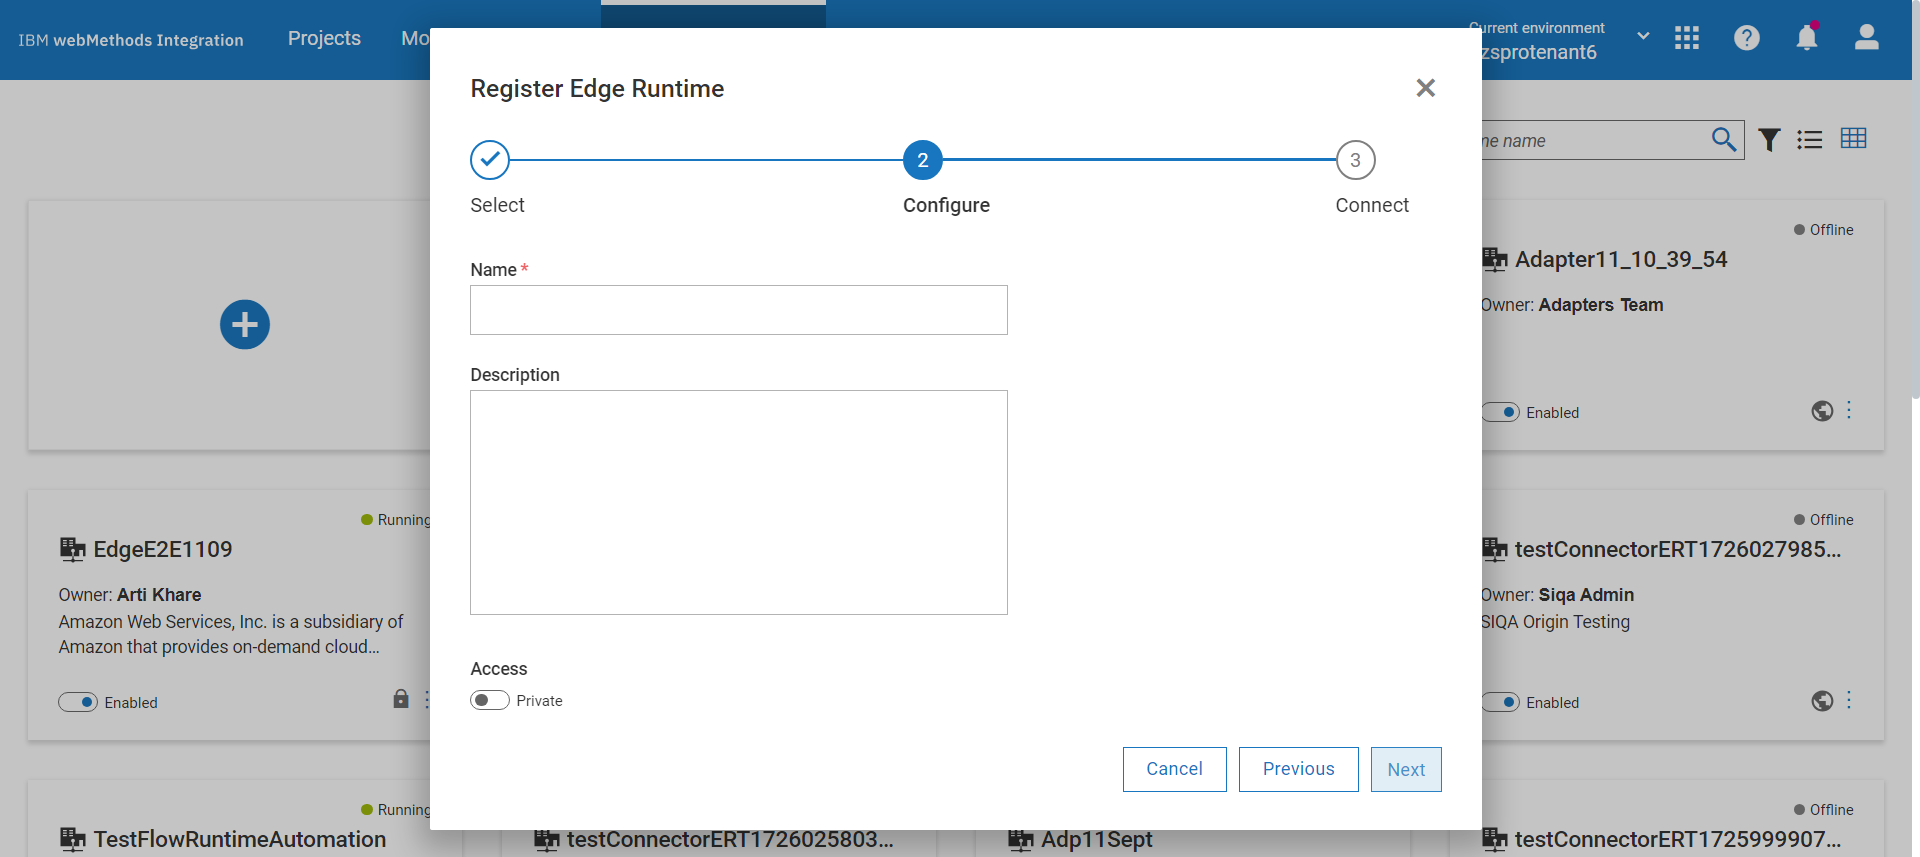 IBM webMethods Integration
Projects
Mo
Current environment
zsprotenant6
Register Edge Runtime
2
3
Select
Configure
Connect
Name *
Description
Access
Private
Cancel
Previous
Next
me name
Offline
Adapter11_10_39_54
Owner: Adapters Team
Enabled
Running
EdgeE2E1109
Owner: Arti Khare
Amazon Web Services, Inc. is a subsidiary of
Amazon that provides on-demand cloud...
Enabled
Offline
testConnectorERT1726027985...
Owner: Siqa Admin
SIQA Origin Testing
Enabled
Running
TestFlowRuntimeAutomation
testConnectorERT1726025803...
Adp11Sept
Offline
testConnectorERT1725999907...